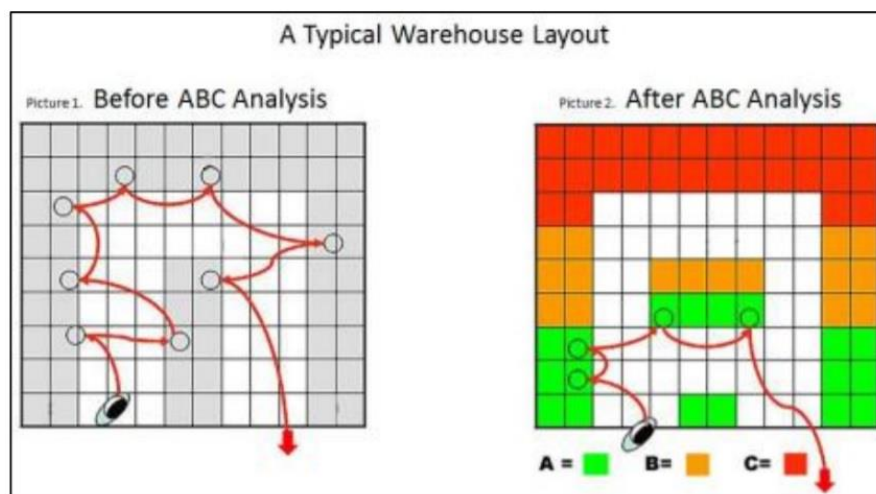 A Typical Warehouse Layout
Picture 1. Before ABC Analysis
Picture 2. After ABC Analysis
A = B= C=